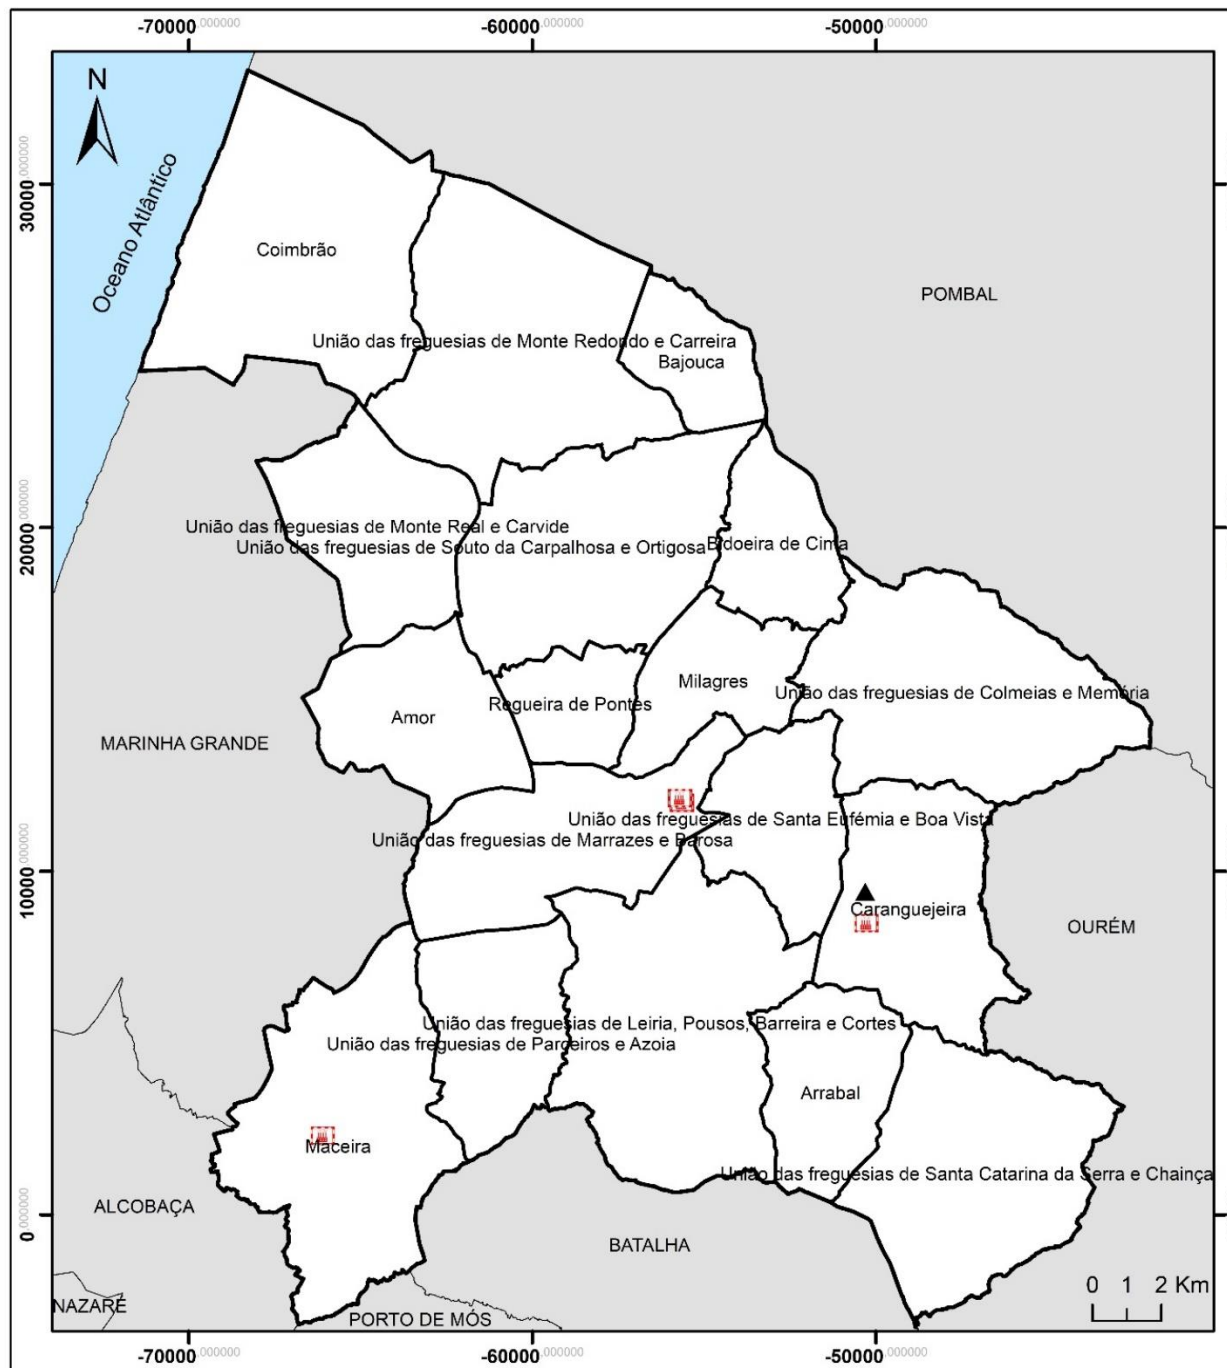 -70000,000000
-60000,000000
-50000,000000
N
30000,000000
Oceano Atlântico
Coimbrão
POMBAL
União das freguesias de Monte Redondo e Carreira
Bajouca
20000,000000
União das freguesias de Monte Real e Carvide
União das freguesias de Souto da Carpalhosa e Ortigosa
Bidoeira de Cima
Milagres
União das freguesias de Colmeias e Memória
Regueira de Pontes
Amor
MARINHA GRANDE
União das freguesias de Santa Eufémia e Boa Vista
União das freguesias de Marrazes e Barosa
10000,000000
Caranguejeira
OURÉM
União das freguesias de Leiria, Pousos, Barreira e Cortes
União das freguesias de Parceiros e Azoia
Arrabal
Maceira
União das freguesias de Santa Catarina da Serra e Chainça
ALCOBAÇA
0,000000
BATALHA
0 1 2 Km
NAZARÉ
PORTO DE MÓS
-70000,000000
-60000,000000
-50000,000000